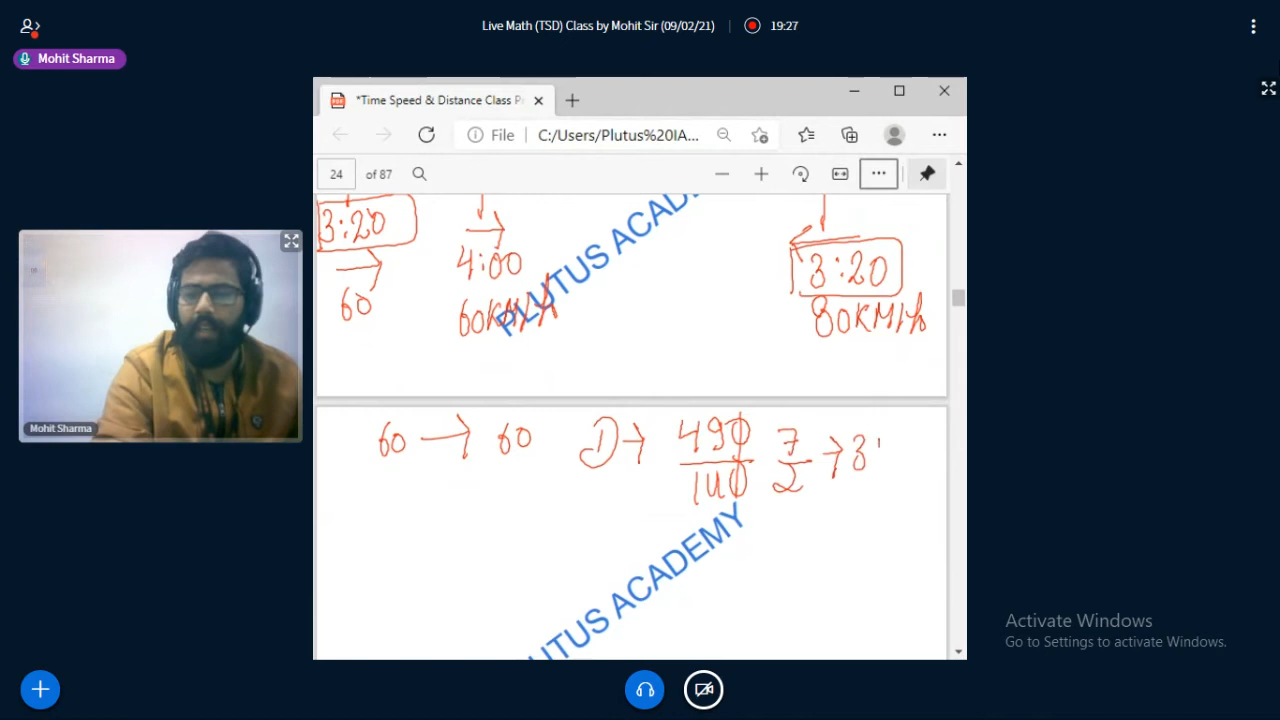 Live Math (TSD) Class by Mohit Sir (09/02/21)
19:27
Mohit Sharma
*Time Speed & Distance Class Pr
File
C:/Users/Plutus%20IA...
24 of 87
PLUTUS ACADEMY
3:20
60
4:00
60KM/h
3:20
80KM/h
60 → 60 D→ 490/140 7/2 →3
PLUTUS ACADEMY
Mohit Sharma
Activate Windows
Go to Settings to activate Windows.